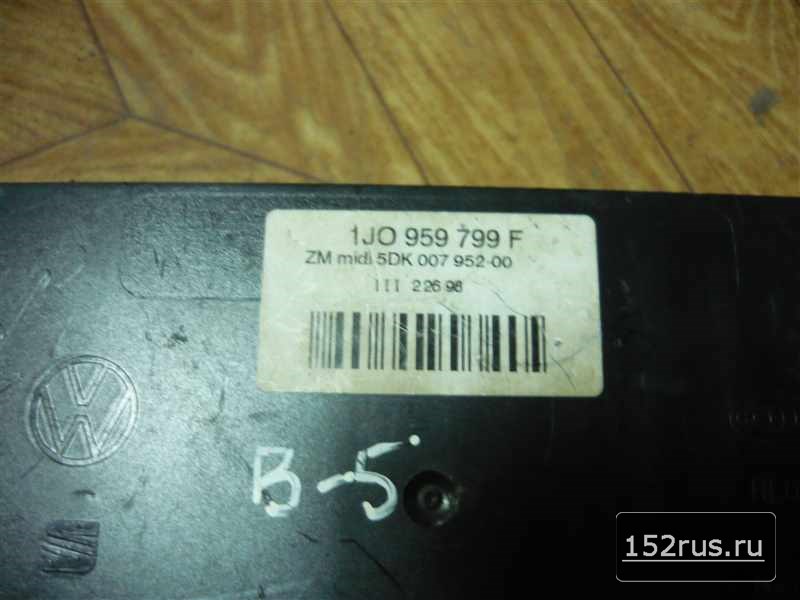 1JO 959 799 F
ZM midi 5DK 007 952-00
III 22698
B-5
152rus.ru